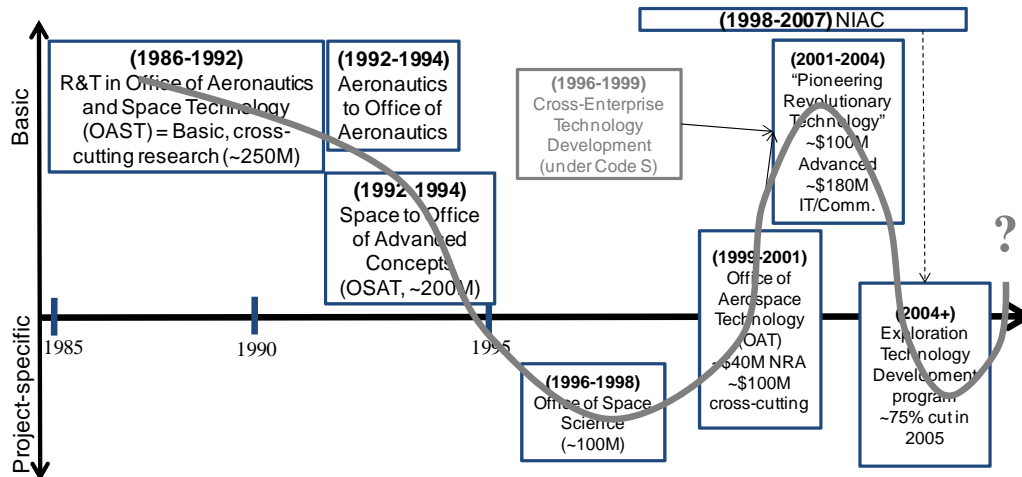 (1998-2007) NIAC
(1986-1992)
R&T in Office of Aeronautics
and Space Technology
(OAST) = Basic, cross-
cutting research (~250M)
(1992-1994)
Aeronautics
to Office of
Aeronautics
(1996-1999)
Cross-Enterprise
Technology
Development
(under Code S)
(2001-2004)
“Pioneering
Revolutionary
Technology”
~$100M
Advanced
~$180M
IT/Comm.
Basic
(1992-1994)
Space to Office
of Advanced
Concepts
(OSAT, ~200M)
(1999-2001)
Office of
Aerospace
Technology
(OAT)
~$40M NRA
~$100M
cross-cutting
?
(2004+)
Exploration
Technology
Development
program
~75% cut in
2005
1985
1990
1995
(1996-1998)
Office of Space
Science
(~100M)
Project-specific